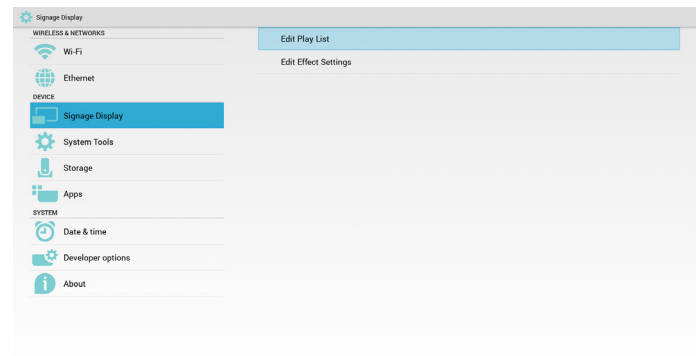 Signage Display
WIRELESS & NETWORKS
Wi-Fi
Ethernet
DEVICE
Signage Display
System Tools
Storage
Apps
SYSTEM
Date & time
Developer options
About
Edit Play List
Edit Effect Settings